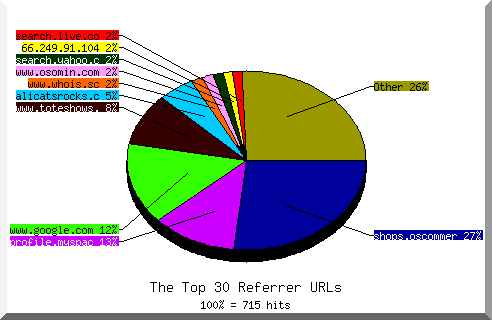 search.live.co 2%
66.249.91.104 2%
search.yahoo.c 2%
www.osomin.com 2%
www.whois.sc 2%
alicatsrocks.c 5%
www.toteshows. 8%
Other 26%
www.google.com 12%
profile.myspac 13%
shops.oscommer 27%
The Top 30 Referrer URLs
100% = 715 hits